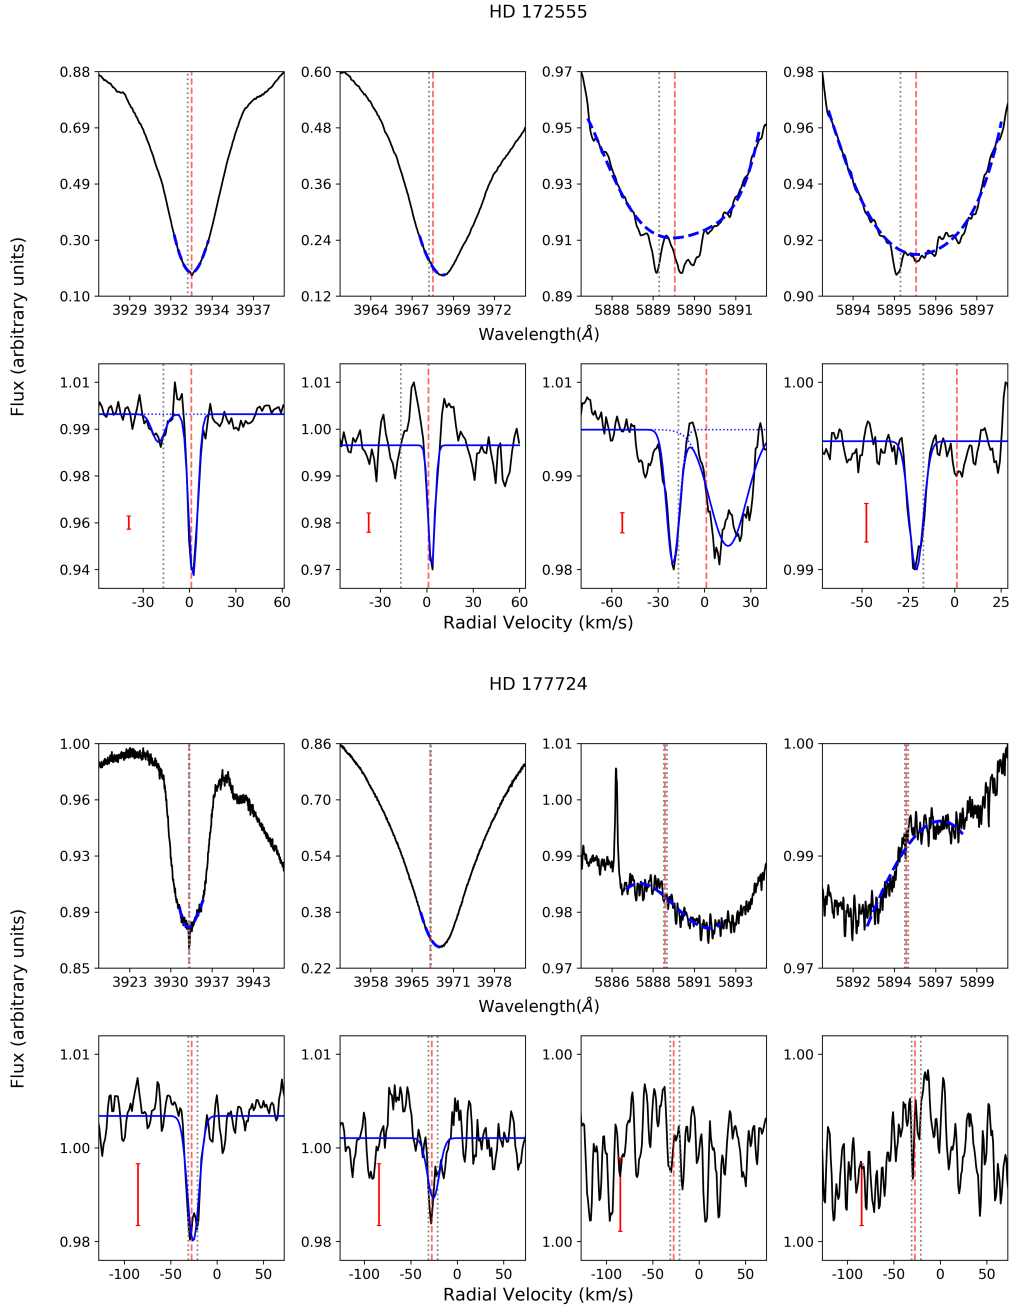 HD 172555
0.88
0.69
0.49
0.30
0.10
3929 3932 3934 3937
0.60
0.48
0.36
0.24
0.12
3964 3967 3969 3972
0.97
0.95
0.93
0.91
0.89
5888 5889 5890 5891
0.98
0.96
0.94
0.92
0.90
5894 5895 5896 5897
Wavelength(Å)
Flux (arbitrary units)
1.01
0.99
0.98
0.96
0.94
-30 0 30 60
1.01
1.00
0.99
0.98
0.97
-30 0 30 60
1.01
0.99
0.98
-60 -30 0 30
1.00
0.99
-50 -25 0 25
Radial Velocity (km/s)
HD 177724
1.00
0.96
0.93
0.89
0.85
3923 3930 3937 3943
0.86
0.70
0.54
0.38
0.22
3958 3965 3971 3978
1.01
1.00
0.99
0.98
0.97
5886 5888 5891 5893
1.00
0.99
0.97
5892 5894 5897 5899
Wavelength(Å)
Flux (arbitrary units)
1.01
1.00
0.98
-100 -50 0 50
1.01
1.00
0.98
-100 -50 0 50
1.00
1.00
-100 -50 0 50
1.00
1.00
-100 -50 0 50
Radial Velocity (km/s)